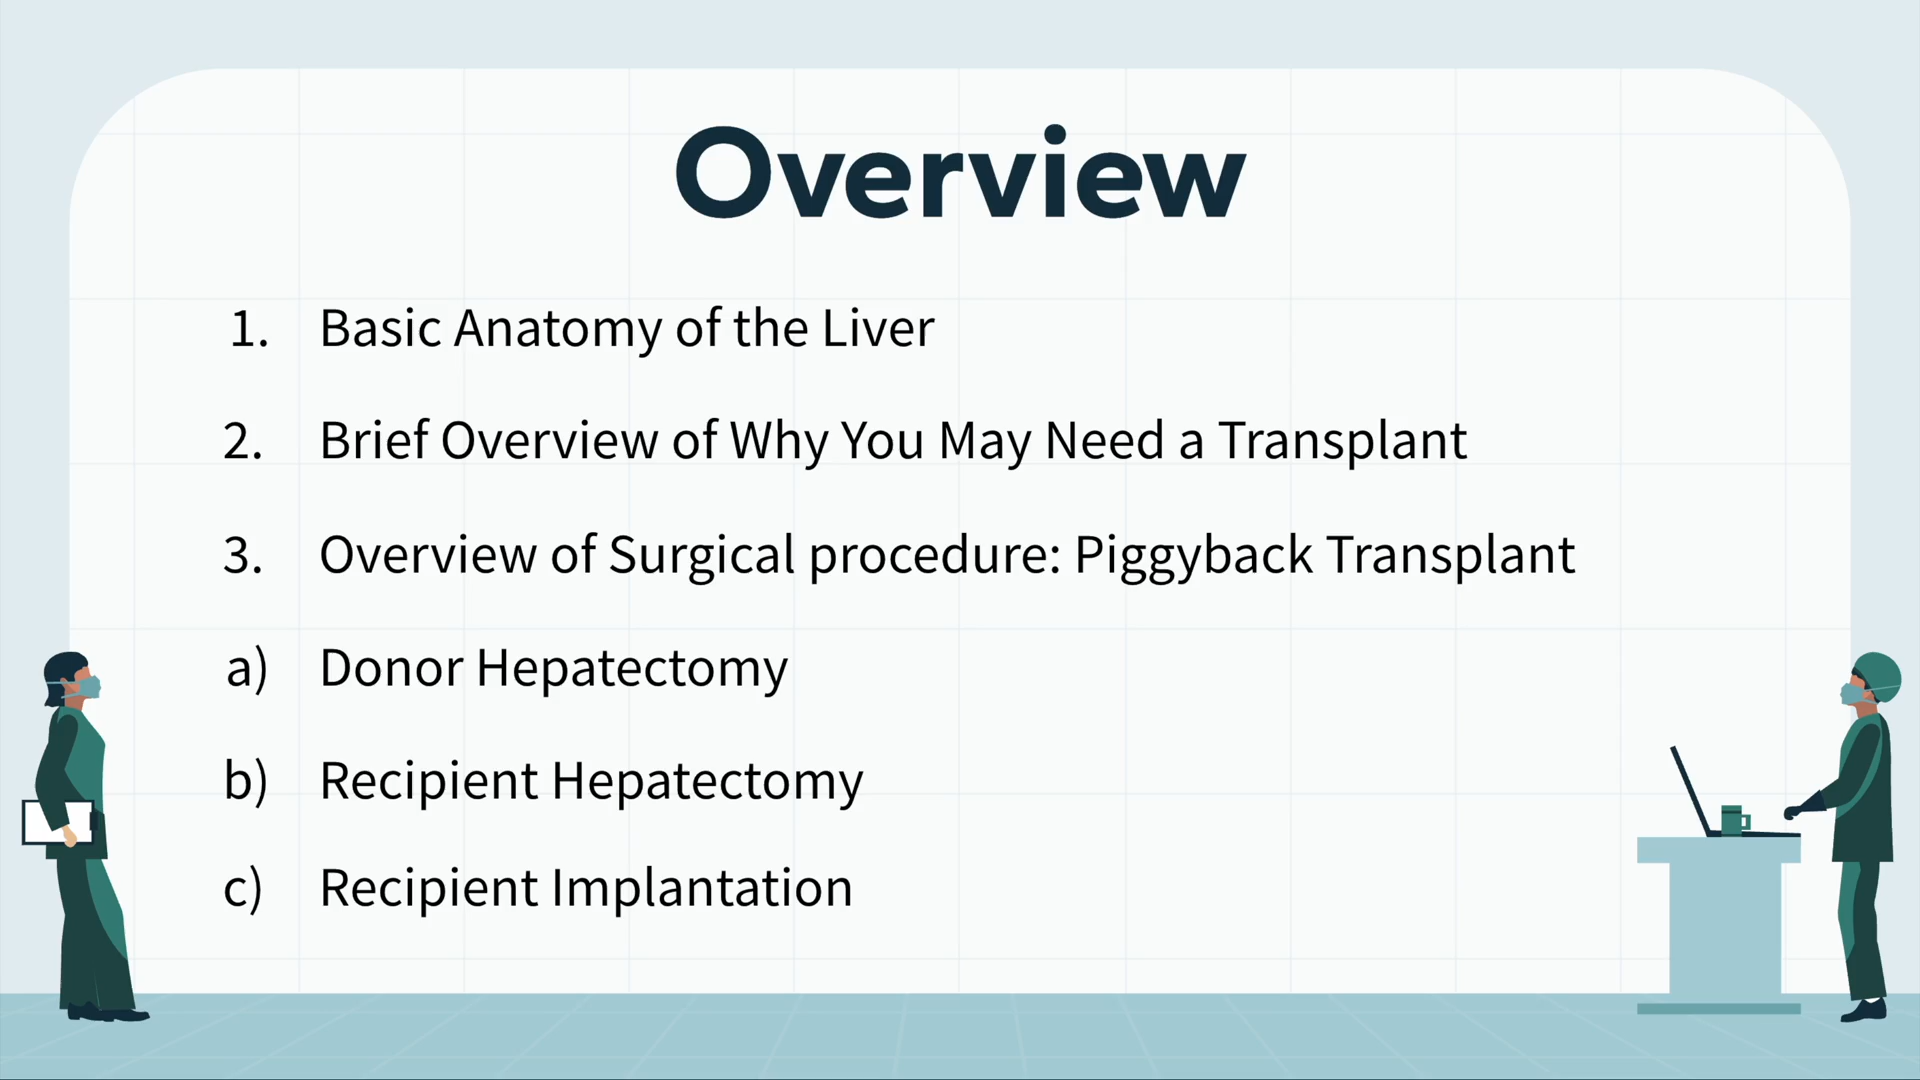 Overview
1. Basic Anatomy of the Liver
2. Brief Overview of Why You May Need a Transplant
3. Overview of Surgical procedure: Piggyback Transplant
a) Donor Hepatectomy
b) Recipient Hepatectomy
c) Recipient Implantation